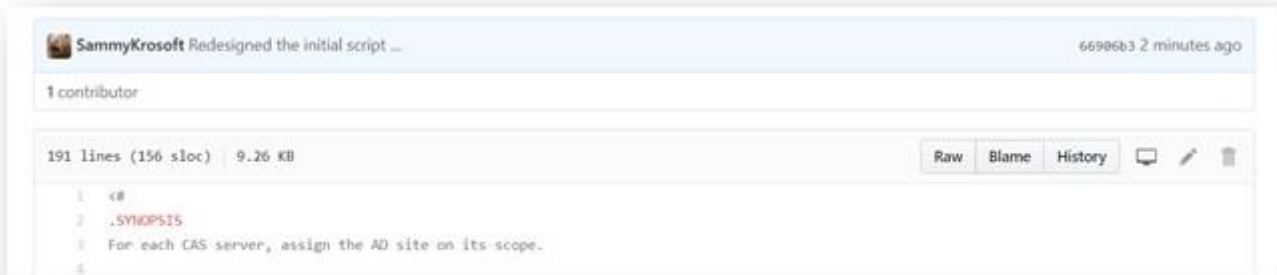 SammyKrosoft Redesigned the initial script ... 66906b3 2 minutes ago
1 contributor
191 lines (156 sloc) 9.26 KB Raw Blame History
1 <#
2 .SYNOPSIS
3 For each CAS server, assign the AD site on its scope.
4